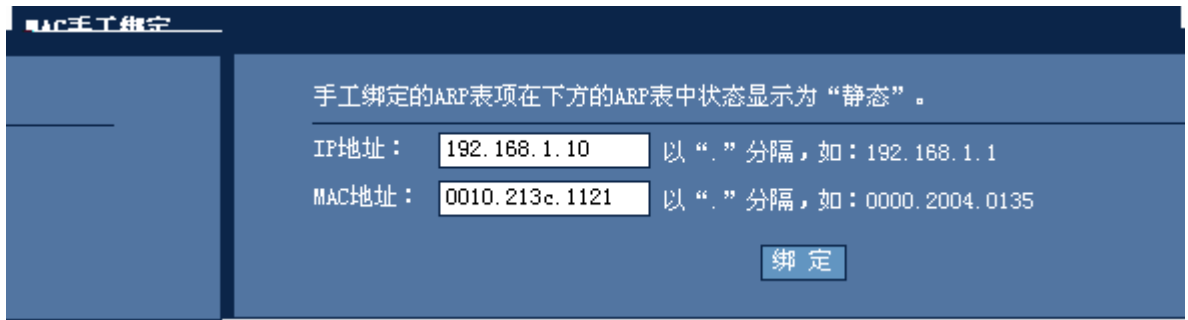 MAC手工绑定
手工绑定的ARP表项在下方的ARP表中状态显示为“静态”。
IP地址： 192.168.1.10 以“.”分隔，如：192.168.1.1
MAC地址： 0010.213c.1121 以“.”分隔，如：0000.2004.0135
绑 定